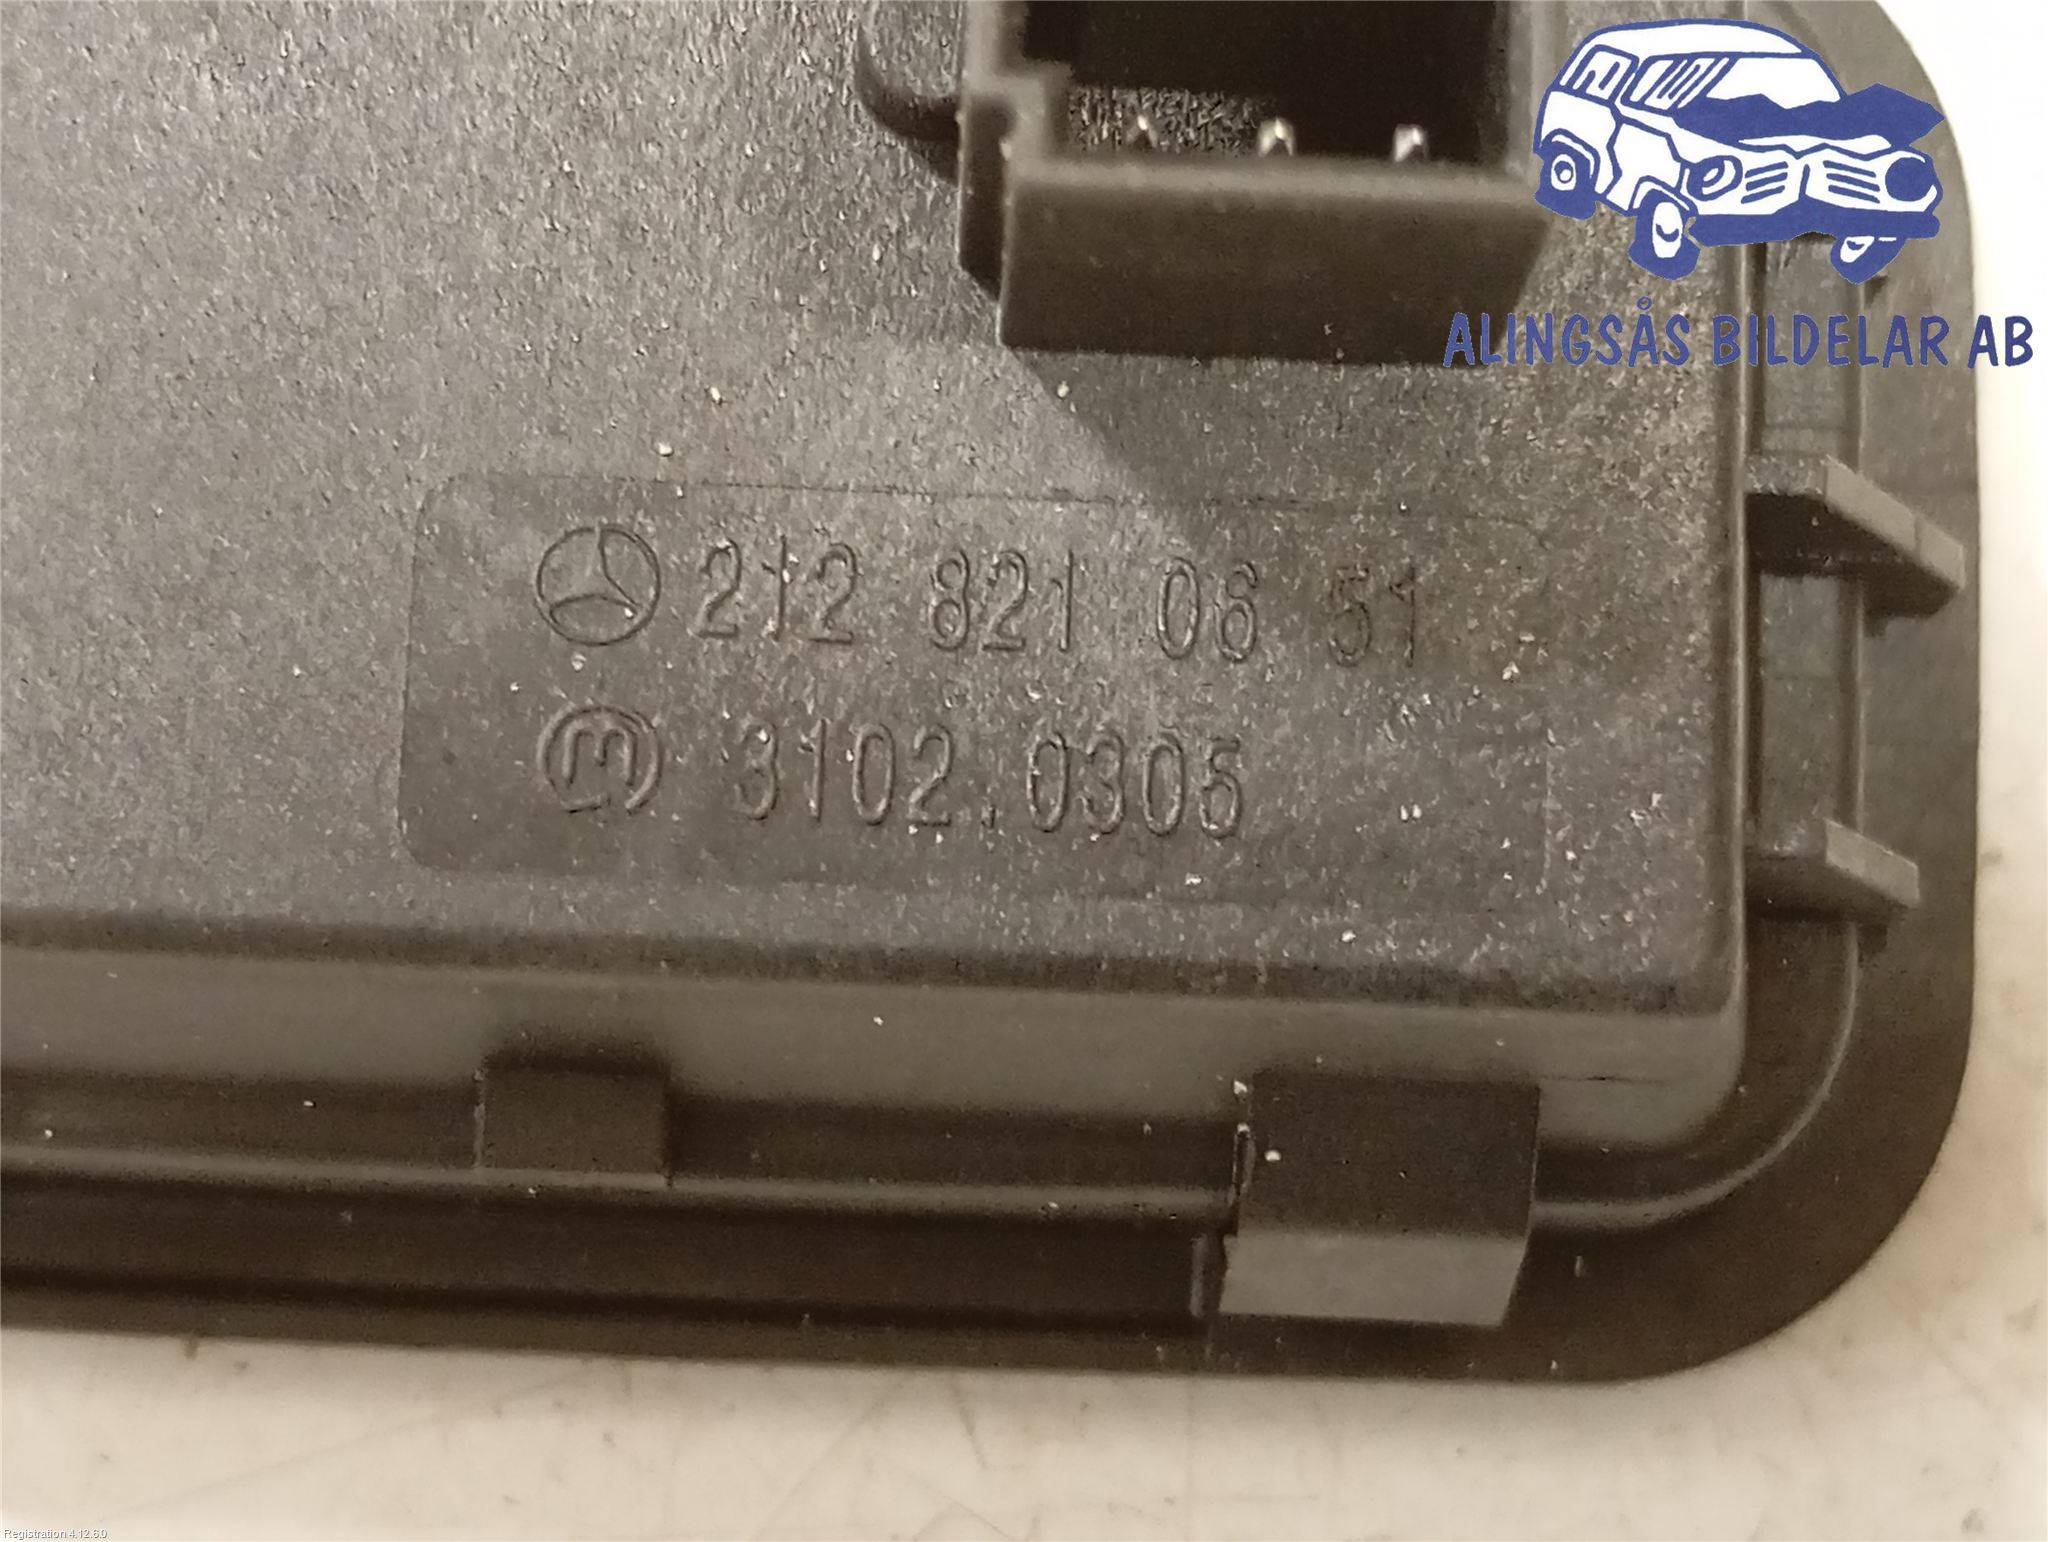 ALINGSÅS BILDELAR AB
212 821 06 51
3102.0305
Registration 4.12.6.0